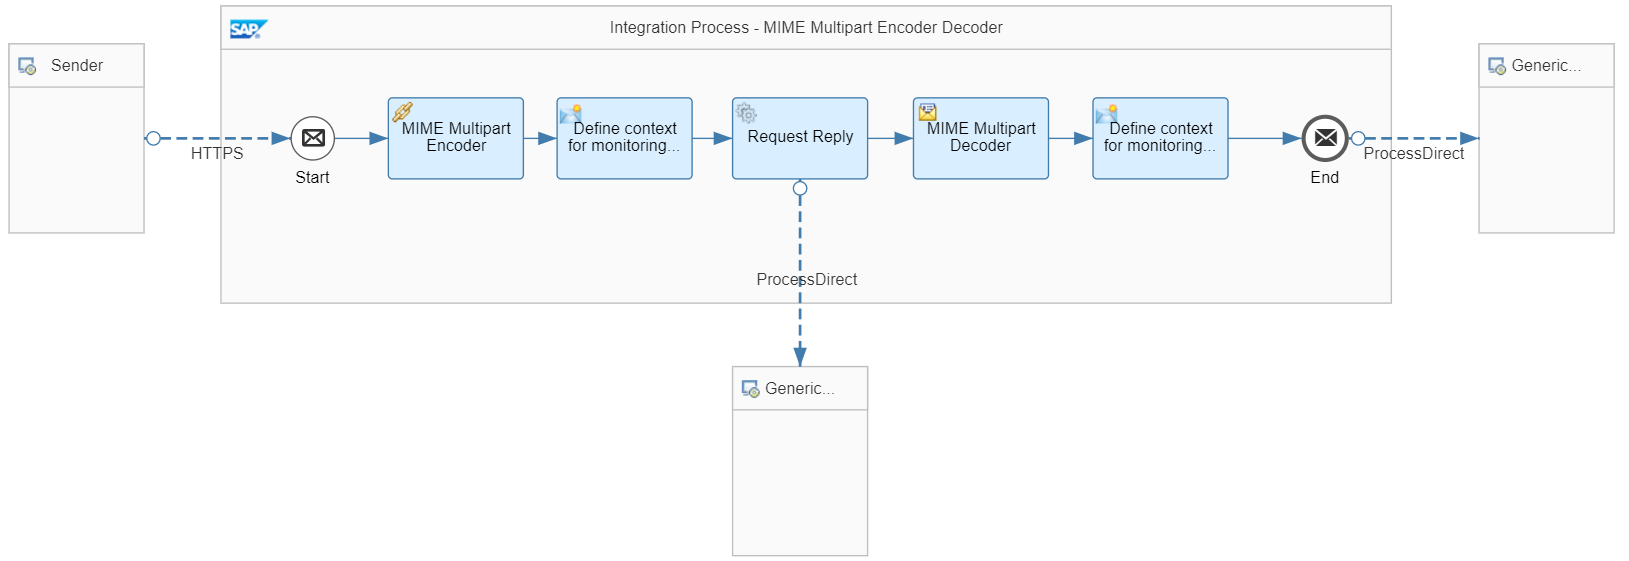 SAP
Integration Process - MIME Multipart Encoder Decoder
Sender
Generic...
HTTPS
Start
MIME Multipart
Encoder
Define context
for monitoring...
Request Reply
MIME Multipart
Decoder
Define context
for monitoring...
End
ProcessDirect
ProcessDirect
Generic...